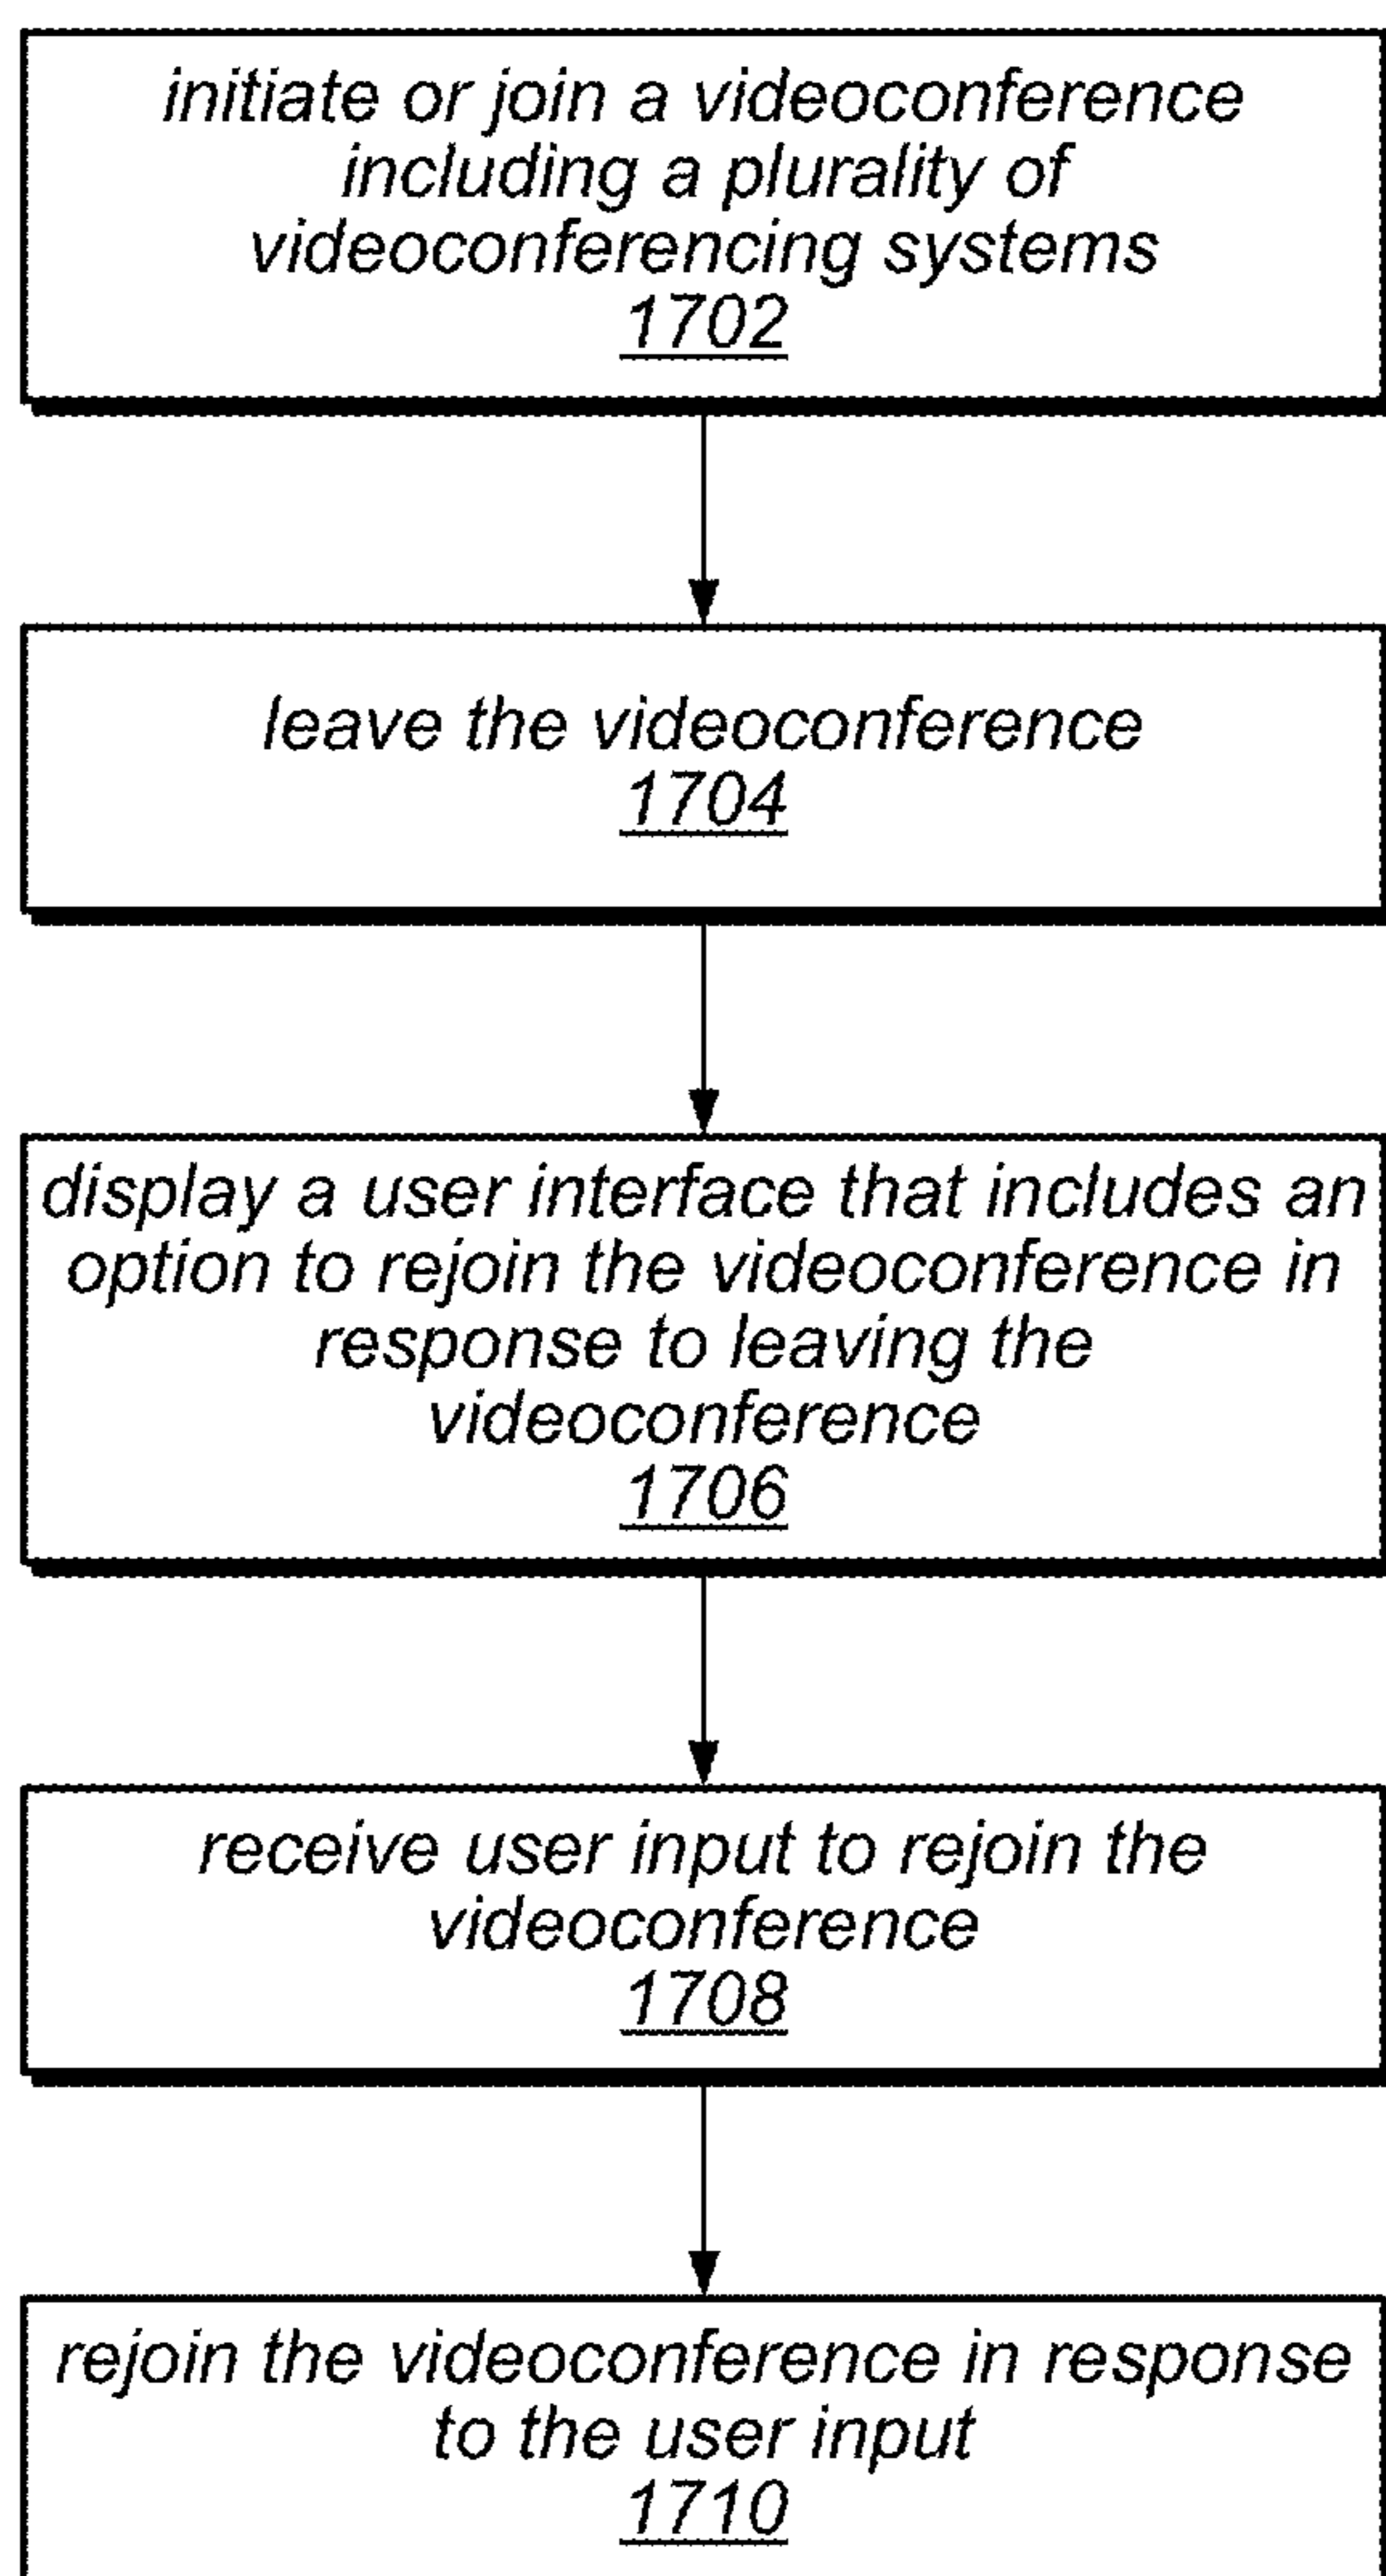 initiate or join a videoconference
including a plurality of
videoconferencing systems
1702
leave the videoconference
1704
display a user interface that includes an
option to rejoin the videoconference in
response to leaving the
videoconference
1706
receive user input to rejoin the
videoconference
1708
rejoin the videoconference in response
to the user input
1710